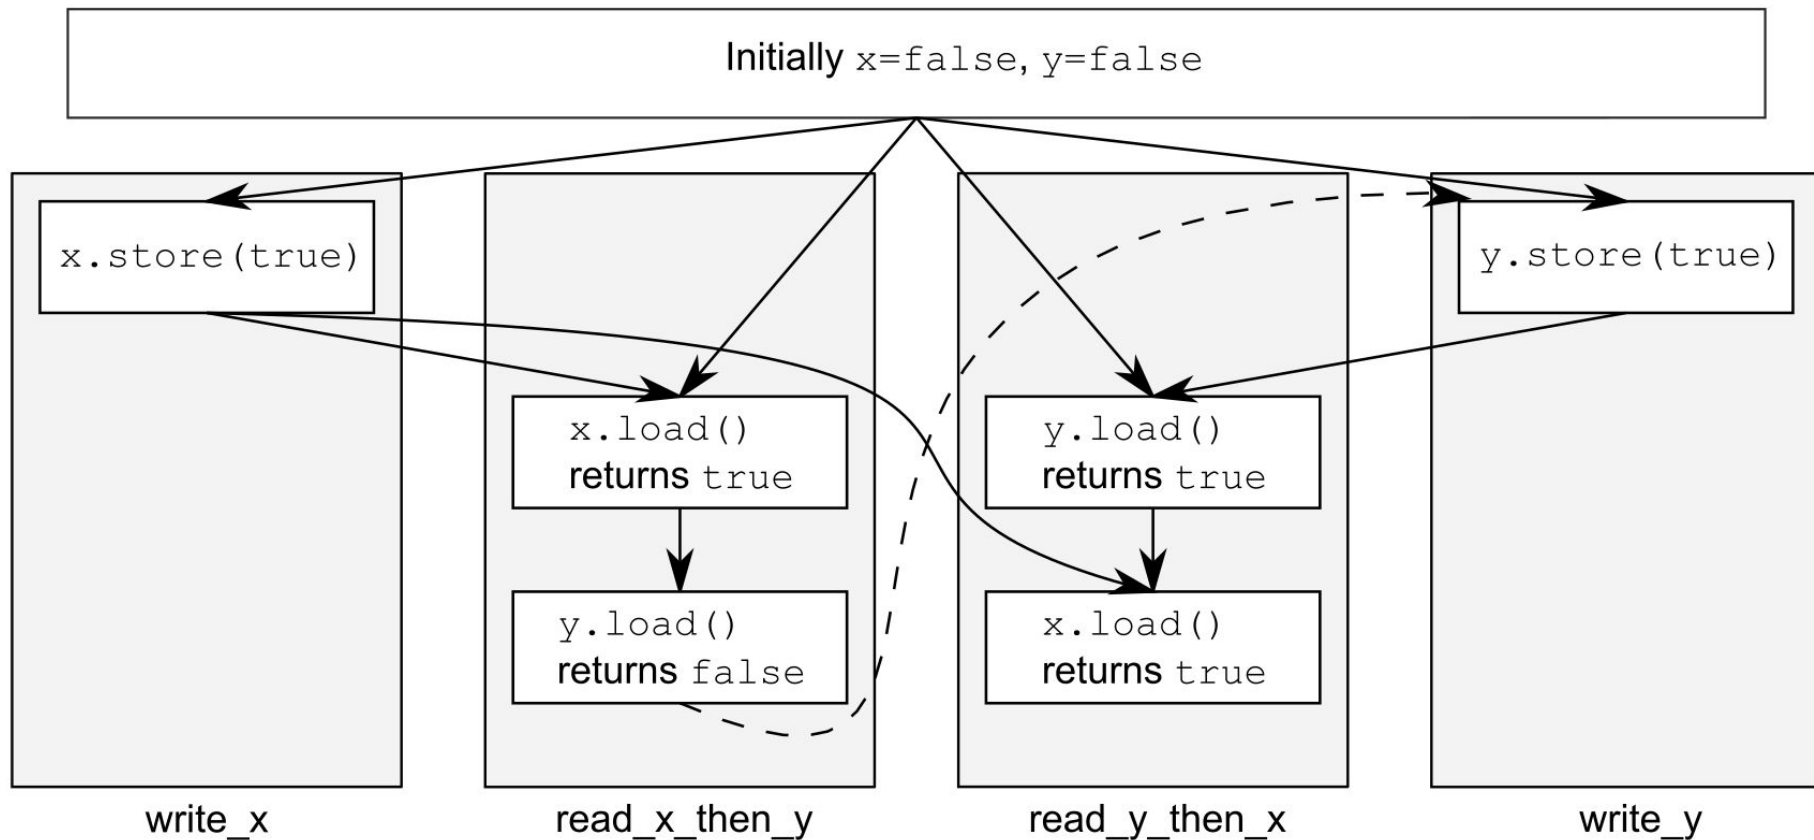 Initially x=false, y=false
x.store(true)
y.store(true)
x.load()
returns true
y.load()
returns true
y.load()
returns false
x.load()
returns true
write_x
read_x_then_y
read_y_then_x
write_y